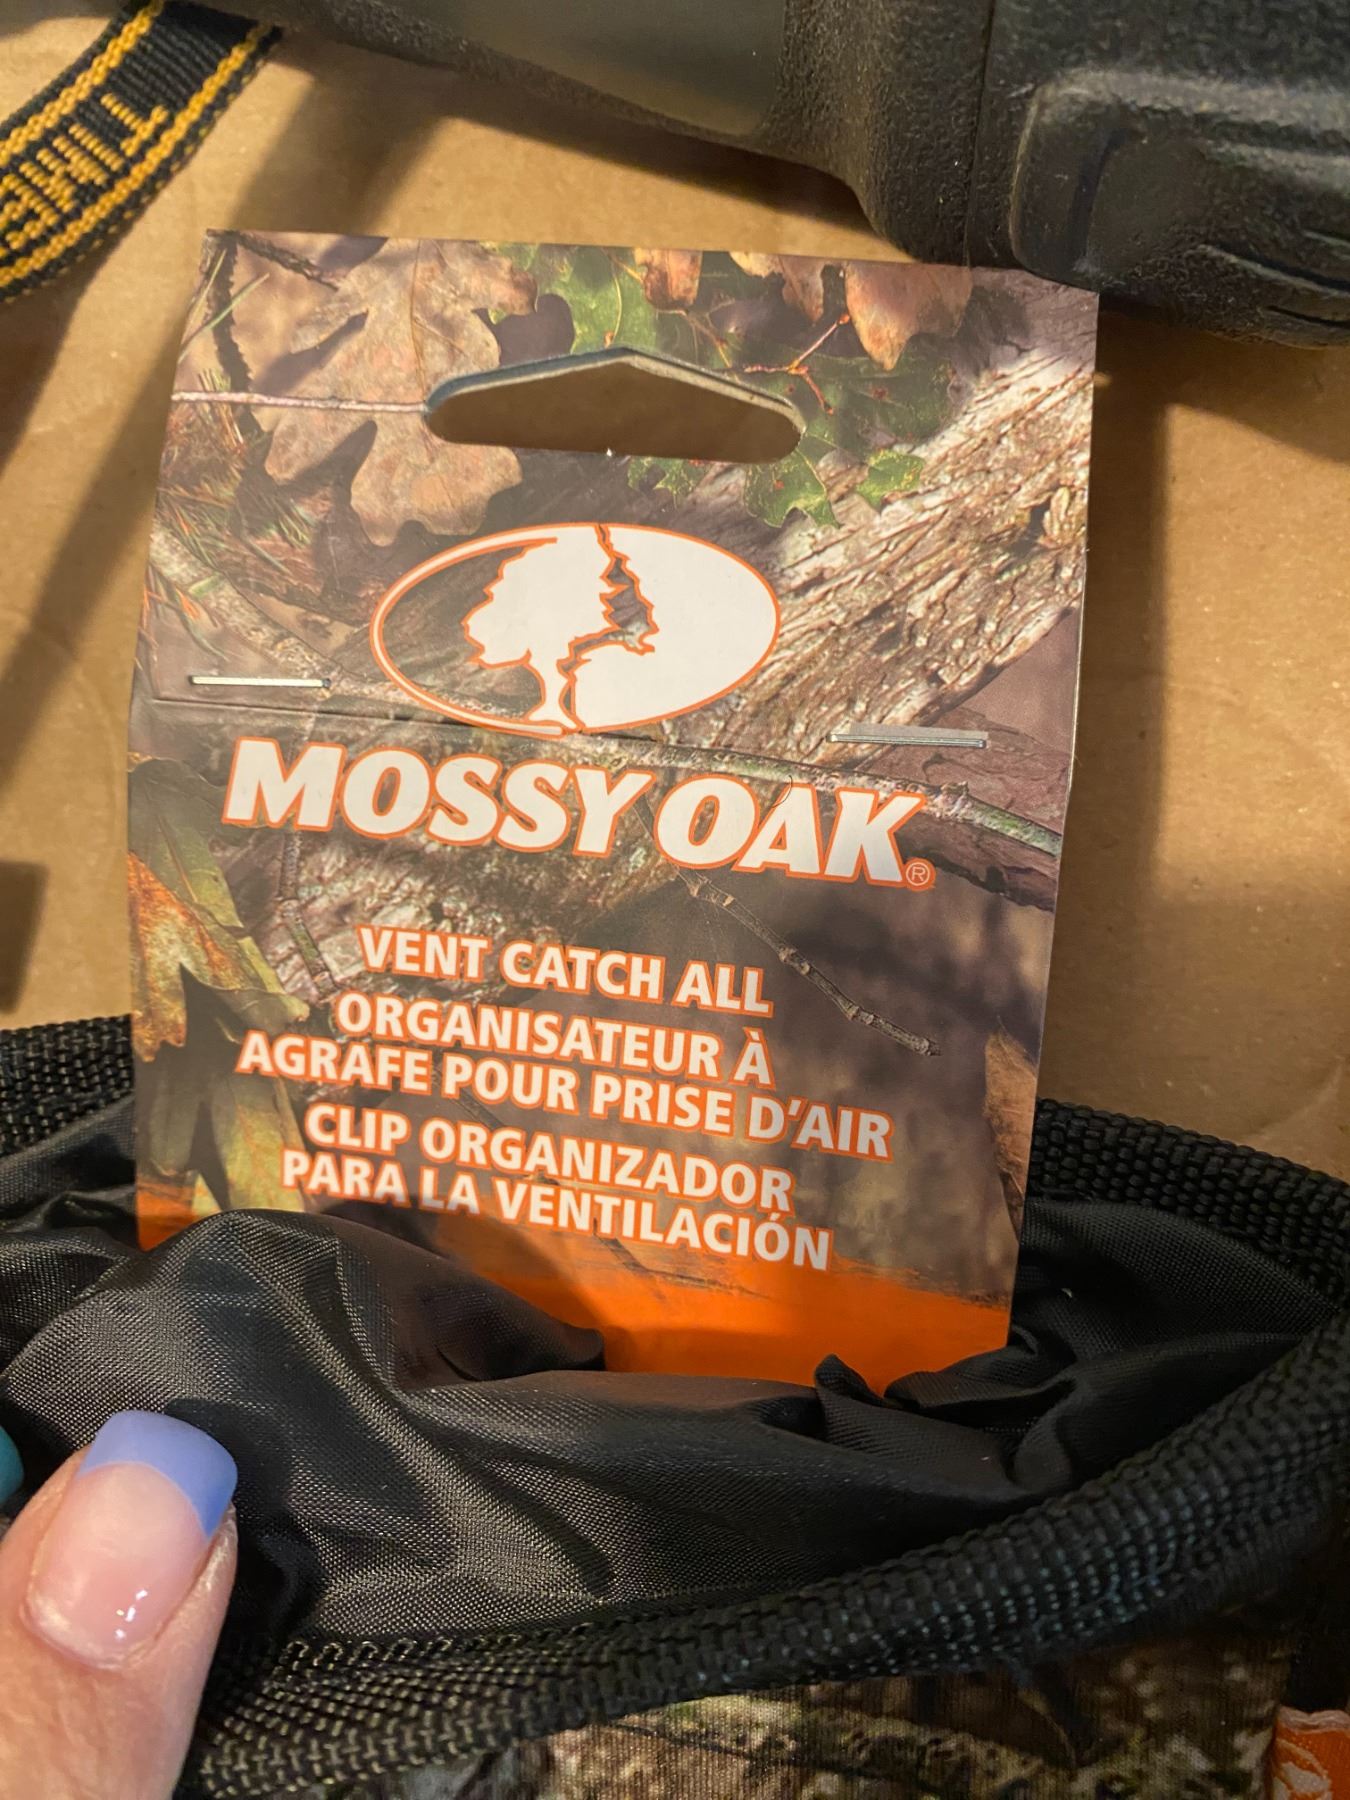 MOSSY OAK®
VENT CATCH ALL
ORGANISATEUR À
AGRAFE POUR PRISE D'AIR
CLIP ORGANIZADOR
PARA LA VENTILACIÓN